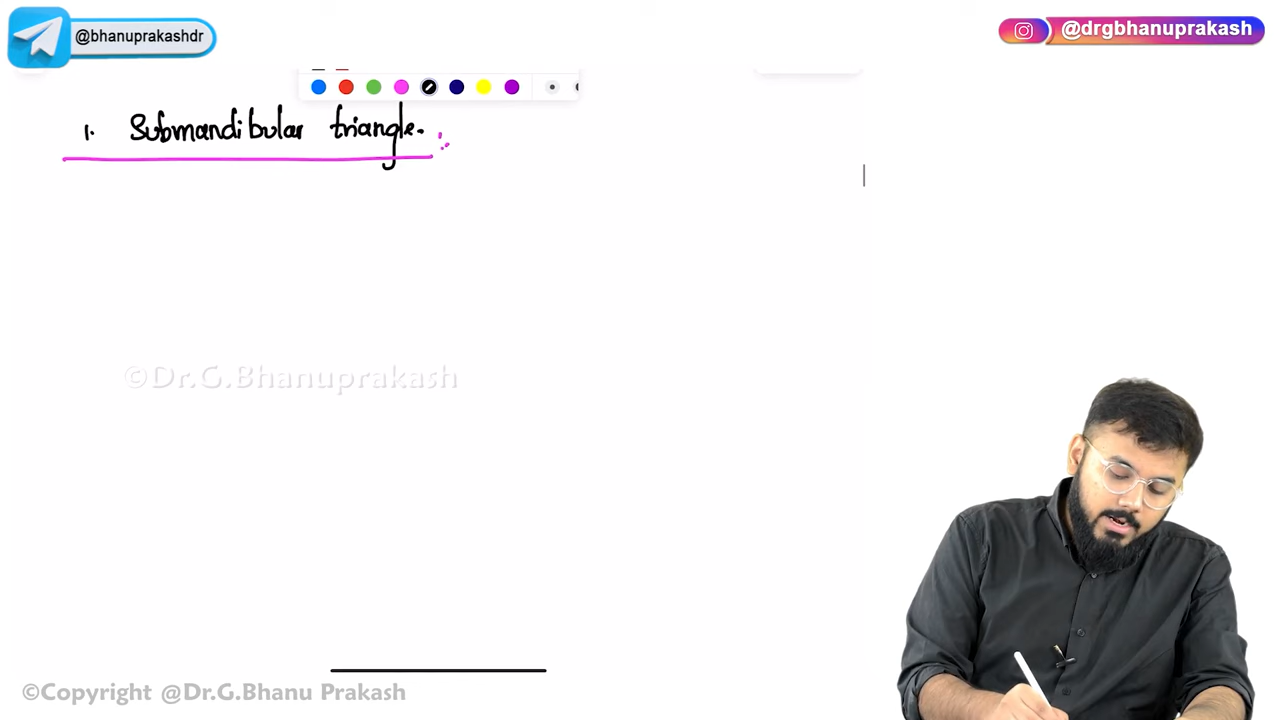 @bhanuprakashdr
@drgbhanuprakash
1. Submandibular triangle.
©Dr.G.Bhanuprakash
©Copyright @Dr.G.Bhanu Prakash